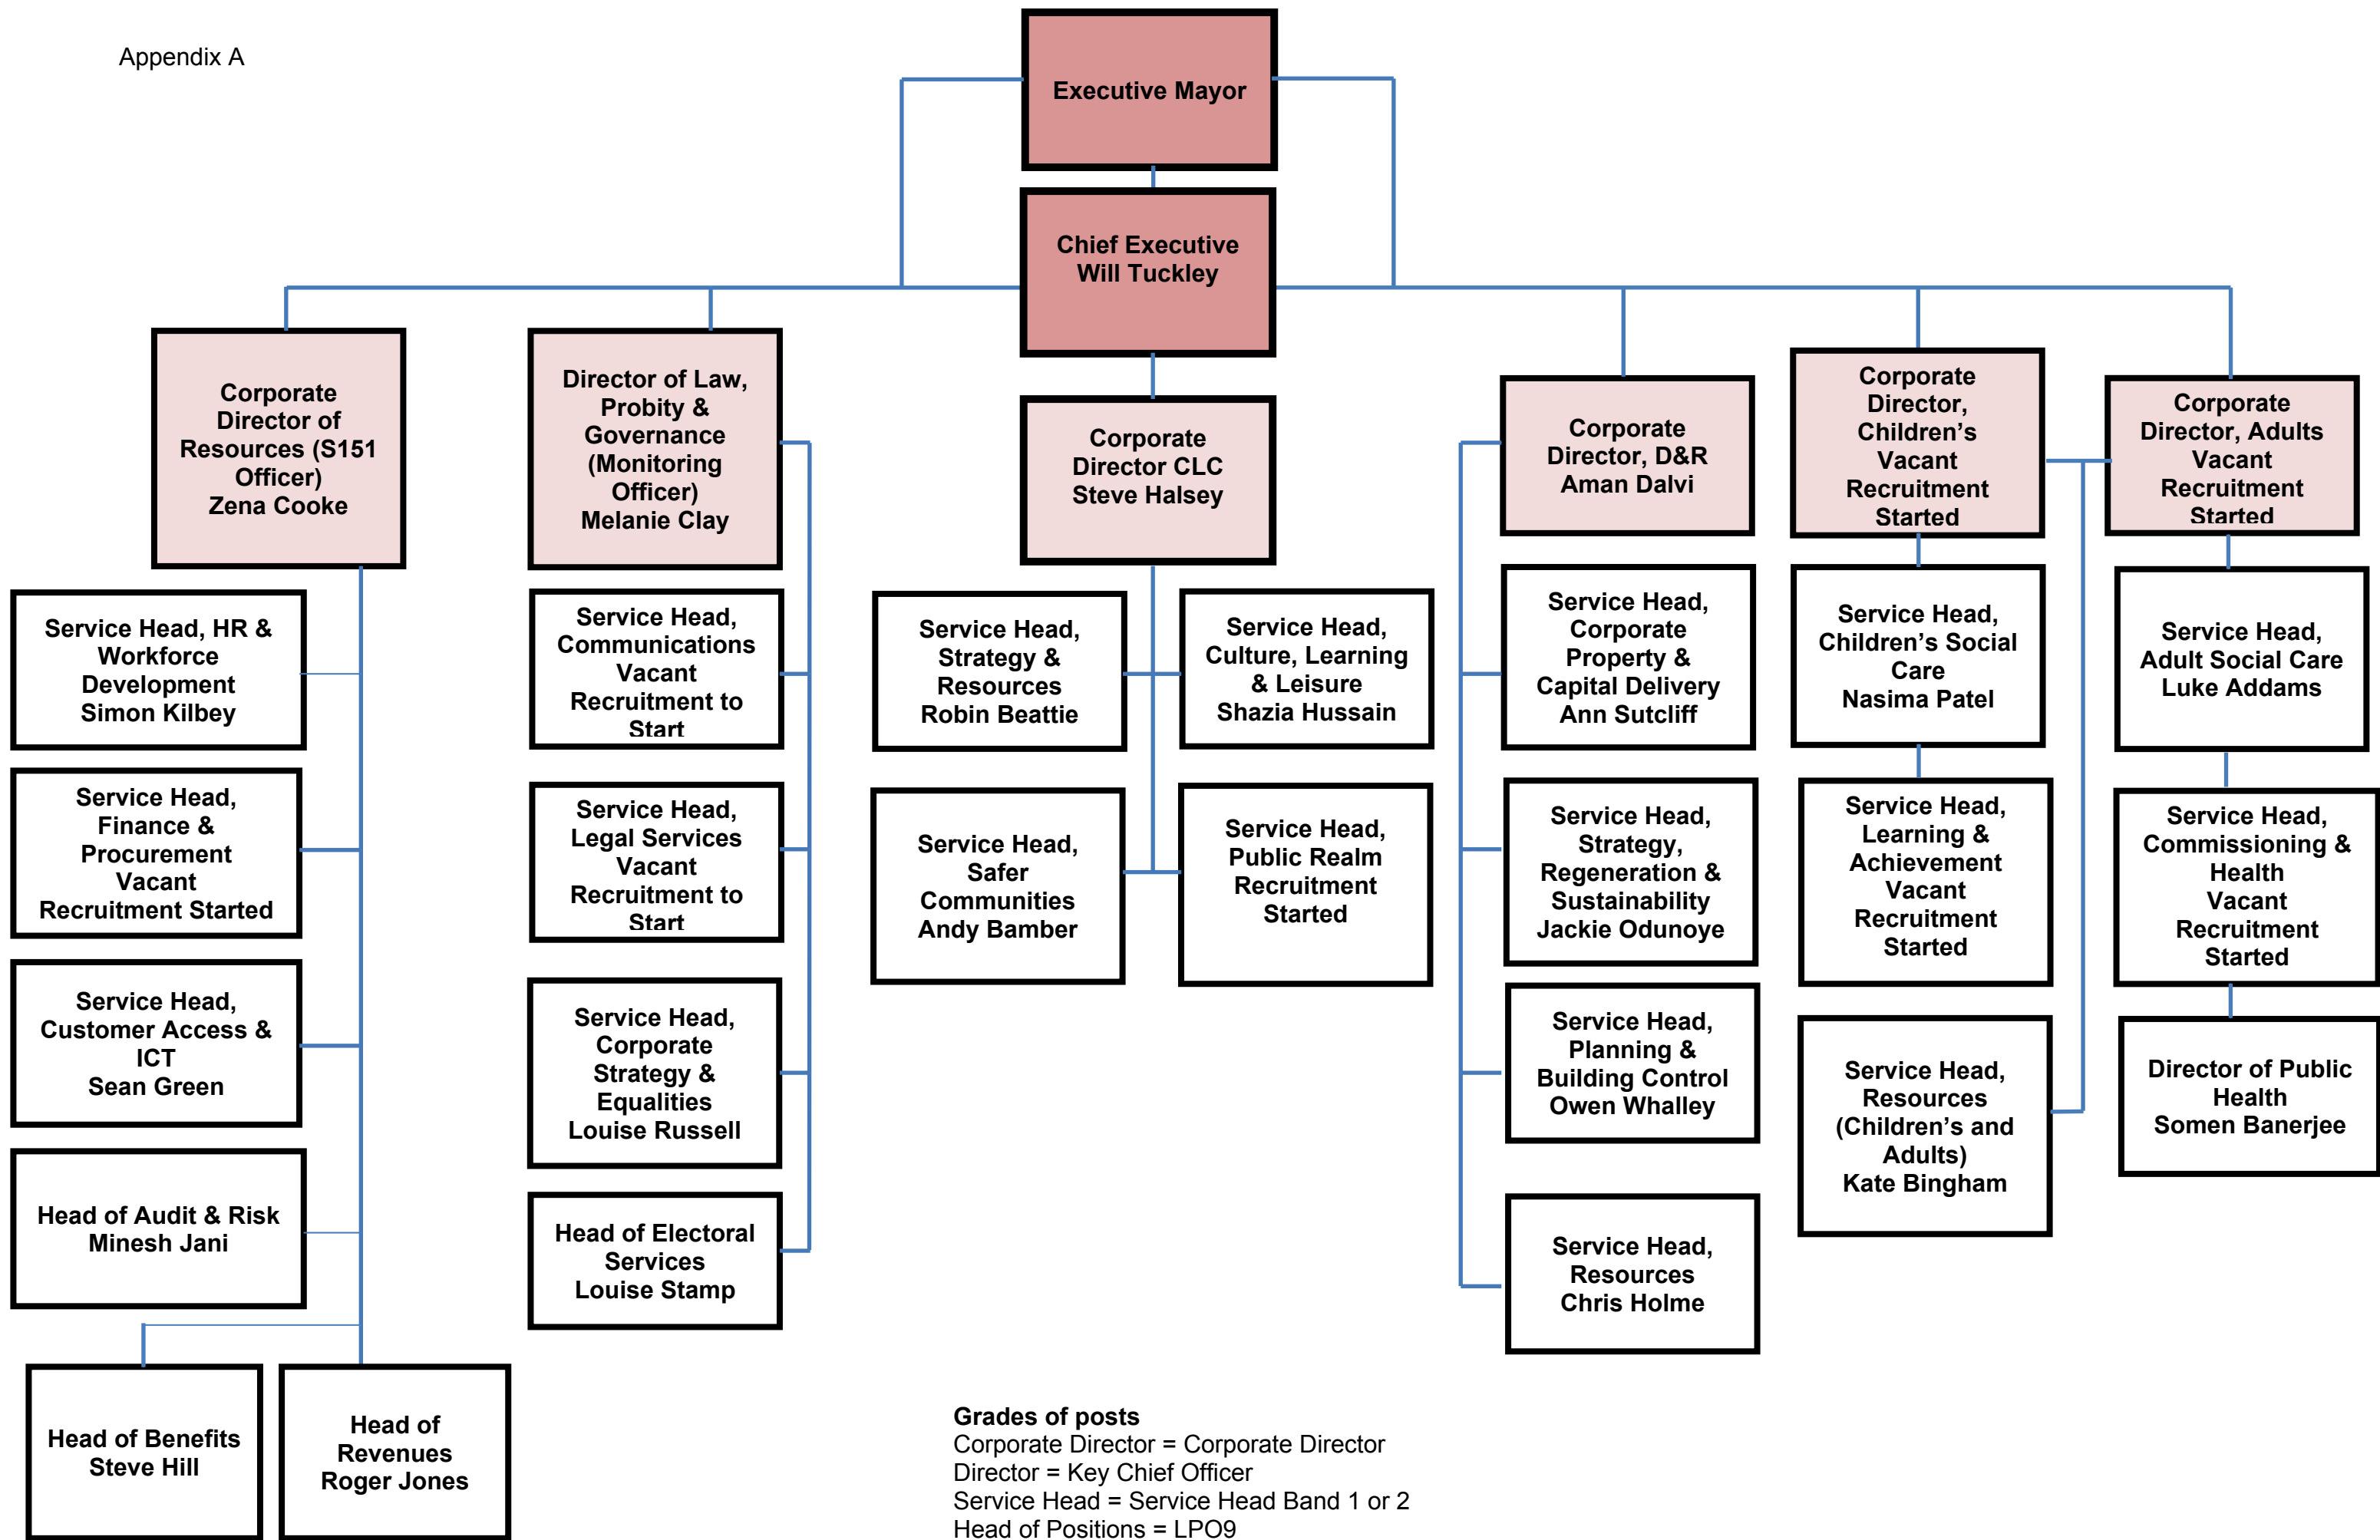 Appendix A
Executive Mayor
Chief Executive
Will Tuckley
Corporate
Director of
Resources (S151
Officer)
Zena Cooke
Director of Law,
Probity &
Governance
(Monitoring
Officer)
Melanie Clay
Corporate
Director CLC
Steve Halsey
Corporate
Director, D&R
Aman Dalvi
Corporate
Director,
Children's
Vacant
Recruitment
Started
Corporate
Director, Adults
Vacant
Recruitment
Started
Service Head, HR &
Workforce
Development
Simon Kilbey
Service Head,
Finance &
Procurement
Vacant
Recruitment Started
Service Head,
Customer Access &
ICT
Sean Green
Head of Audit & Risk
Minesh Jani
Head of Benefits
Steve Hill
Head of
Revenues
Roger Jones
Service Head,
Communications
Vacant
Recruitment to
Start
Service Head,
Legal Services
Vacant
Recruitment to
Start
Service Head,
Corporate
Strategy &
Equalities
Louise Russell
Head of Electoral
Services
Louise Stamp
Service Head,
Strategy &
Resources
Robin Beattie
Service Head,
Culture, Learning
& Leisure
Shazia Hussain
Service Head,
Safer
Communities
Andy Bamber
Service Head,
Public Realm
Recruitment
Started
Service Head,
Corporate
Property &
Capital Delivery
Ann Sutcliff
Service Head,
Strategy,
Regeneration &
Sustainability
Jackie Odunoye
Service Head,
Planning &
Building Control
Owen Whalley
Service Head,
Resources
Chris Holme
Service Head,
Children's Social
Care
Nasima Patel
Service Head,
Learning &
Achievement
Vacant
Recruitment
Started
Service Head,
Resources
(Children's and
Adults)
Kate Bingham
Service Head,
Adult Social Care
Luke Addams
Service Head,
Commissioning &
Health
Vacant
Recruitment
Started
Director of Public
Health
Somen Banerjee
Grades of posts
Corporate Director = Corporate Director
Director = Key Chief Officer
Service Head = Service Head Band 1 or 2
Head of Positions = LPO9